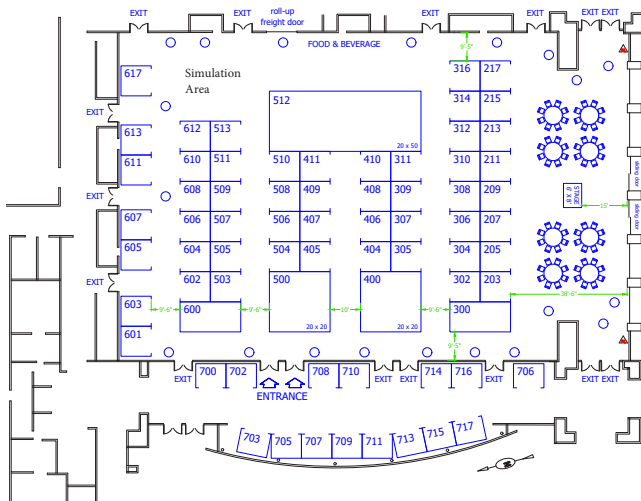 EXIT
roll-up
freight door
EXIT
EXIT
EXIT EXIT
FOOD & BEVERAGE
9'-5"
Simulation
Area
617
316 217
512
20 x 50
314 215
EXIT
613
612 513
312 213
611
610 511
510 411
410 311
310 211
sliding door
608 509
508 409
408 309
308 209
STAGE
6' X 8'
15'
sliding door
607
606 507
506 407
406 307
306 207
605
604 505
504 405
404 305
304 205
EXIT
602 503
500
400
302 203
38'-6"
603
9'-6"
600
9'-6"
10'
9'-6"
300
20 x 20
20 x 20
601
9'-5"
EXIT
700 702
708 710
EXIT EXIT
714 716
EXIT
706
EXIT EXIT
ENTRANCE
703
705
707
709
711
713
715
717